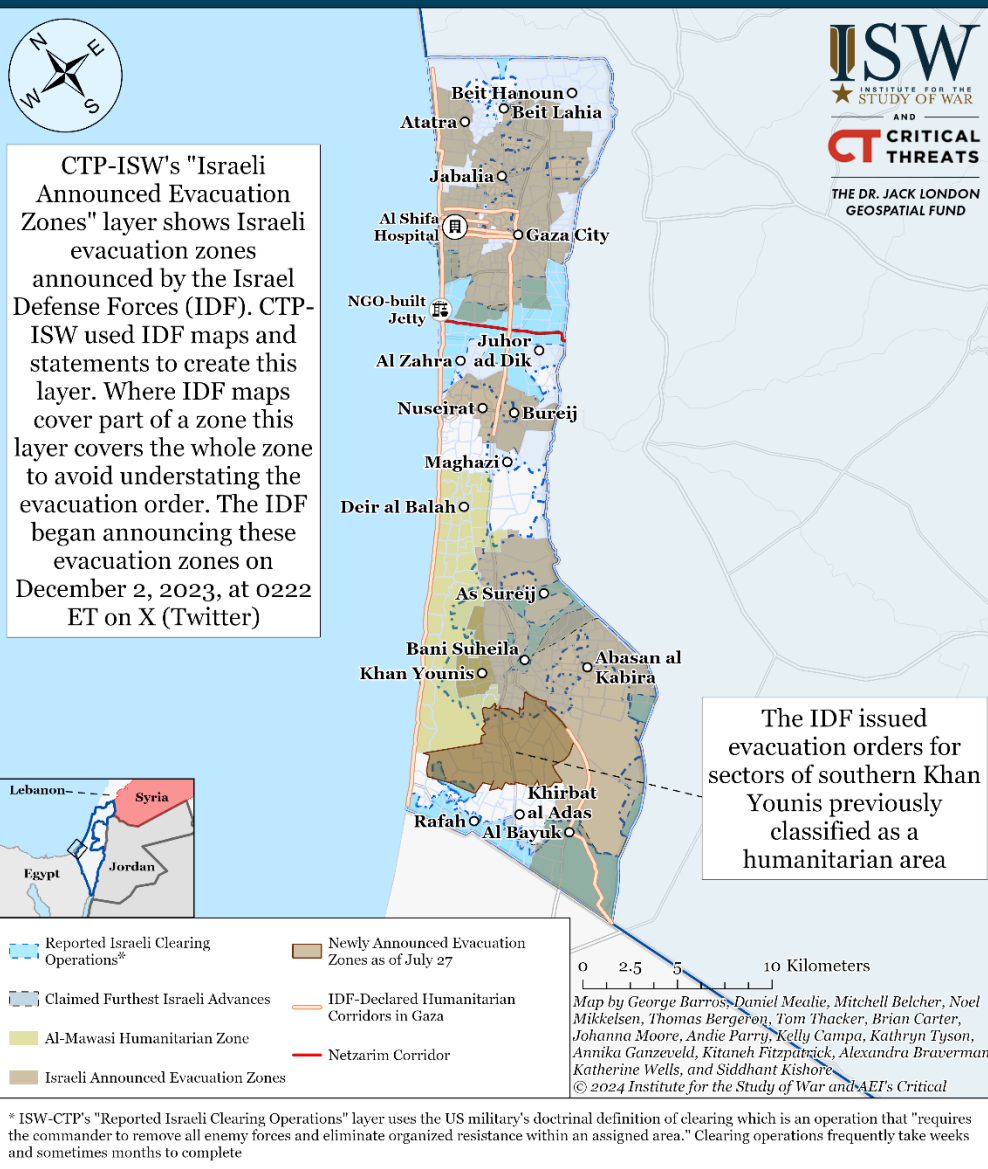 N
E
W
S
ISW
INSTITUTE FOR THE
STUDY OF WAR
AND
CT CRITICAL
THREATS
THE DR. JACK LONDON
GEOSPATIAL FUND
CTP-ISW's "Israeli
Announced Evacuation
Zones" layer shows Israeli
evacuation zones
announced by the Israel
Defense Forces (IDF). CTP-
ISW used IDF maps and
statements to create this
layer. Where IDF maps
cover part of a zone this
layer covers the whole zone
to avoid understating the
evacuation order. The IDF
began announcing these
evacuation zones on
December 2, 2023, at 0222
ET on X (Twitter)
Beit Hanoun
Beit Lahia
Atatra
Jabalia
Al Shifa
Hospital
Gaza City
NGO-built
Jetty
Juhor
ad Dik
Al Zahra
Nuseirat
Bureij
Maghazi
Deir al Balah
As Sureij
Bani Suheila
Abasan al
Kabira
Khan Younis
Khirbat
al Adas
Rafah
Al Bayuk
The IDF issued
evacuation orders for
sectors of southern Khan
Younis previously
classified as a
humanitarian area
Lebanon
Syria
Jordan
Egypt
Reported Israeli Clearing
Operations*
Claimed Furthest Israeli Advances
Al-Mawasi Humanitarian Zone
Israeli Announced Evacuation Zones
Newly Announced Evacuation
Zones as of July 27
IDF-Declared Humanitarian
Corridors in Gaza
Netzarim Corridor
0 2.5 5 10 Kilometers
Map by George Barros, Daniel Mealie, Mitchell Belcher, Noel
Mikkelsen, Thomas Bergeron, Tom Thacker, Brian Carter,
Johanna Moore, Andie Parry, Kelly Campa, Kathryn Tyson,
Annika Ganzeveld, Kitaneh Fitzpatrick, Alexandra Braverman
Katherine Wells, and Siddhant Kishore
© 2024 Institute for the Study of War and AEI's Critical
* ISW-CTP's "Reported Israeli Clearing Operations" layer uses the US military's doctrinal definition of clearing which is an operation that "requires
the commander to remove all enemy forces and eliminate organized resistance within an assigned area." Clearing operations frequently take weeks
and sometimes months to complete